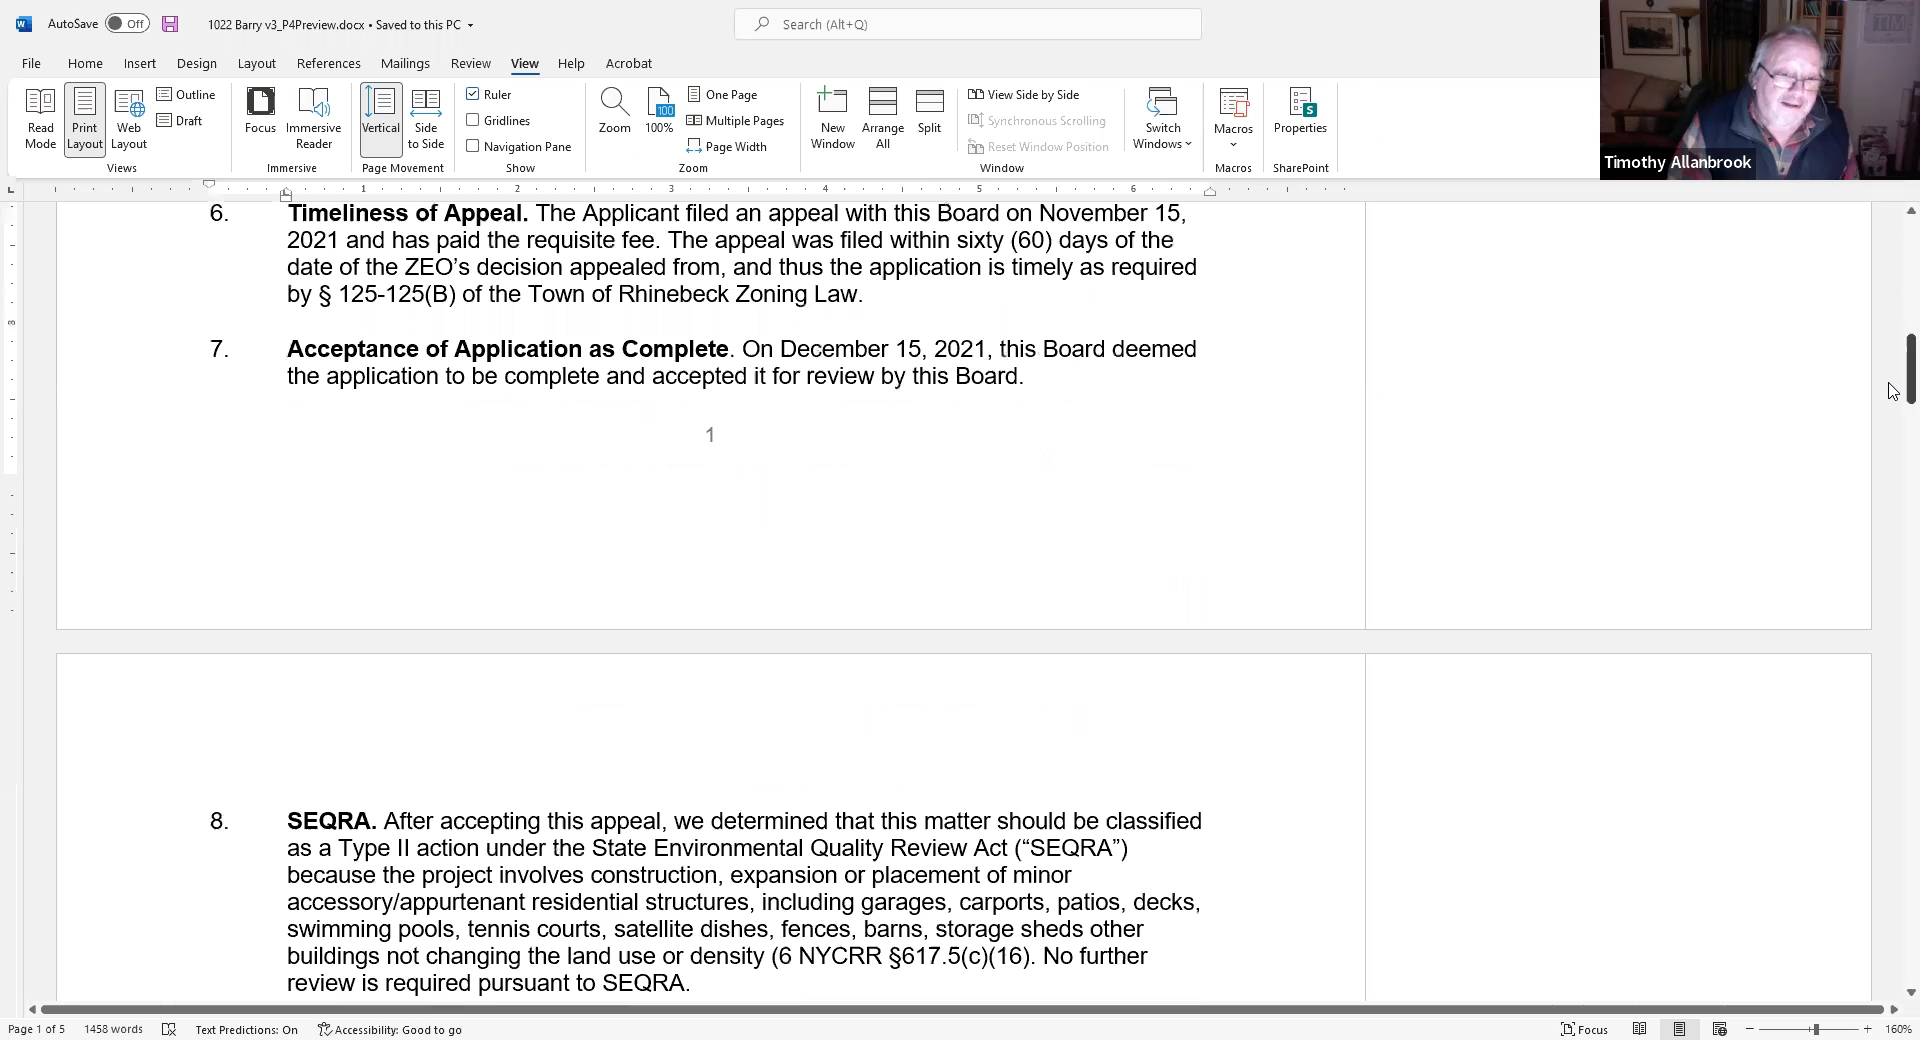 AutoSave Off 1022 Barry v3_P4Preview.docx • Saved to this PC Search (Alt+Q)
File Home Insert Design Layout References Mailings Review View Help Acrobat
Read Mode
Print Layout
Web Layout
Outline
Draft
Views
Focus
Immersive Reader
Immersive
Vertical
Side to Side
Page Movement
Ruler
Gridlines
Navigation Pane
Show
Zoom
100
100%
One Page
Multiple Pages
Page Width
Zoom
New Window
Arrange All
Split
View Side by Side
Synchronous Scrolling
Reset Window Position
Window
Switch Windows
Macros
Macros
S
Properties
SharePoint
TIM
Timothy Allanbrook
1 2 3 4 5 6
6. Timeliness of Appeal. The Applicant filed an appeal with this Board on November 15,
2021 and has paid the requisite fee. The appeal was filed within sixty (60) days of the
date of the ZEO’s decision appealed from, and thus the application is timely as required
by § 125-125(B) of the Town of Rhinebeck Zoning Law.
7. Acceptance of Application as Complete. On December 15, 2021, this Board deemed
the application to be complete and accepted it for review by this Board.
1
8. SEQRA. After accepting this appeal, we determined that this matter should be classified
as a Type II action under the State Environmental Quality Review Act (“SEQRA”)
because the project involves construction, expansion or placement of minor
accessory/appurtenant residential structures, including garages, carports, patios, decks,
swimming pools, tennis courts, satellite dishes, fences, barns, storage sheds other
buildings not changing the land use or density (6 NYCRR §617.5(c)(16). No further
review is required pursuant to SEQRA.
Page 1 of 5 1458 words Text Predictions: On Accessibility: Good to go Focus 160%